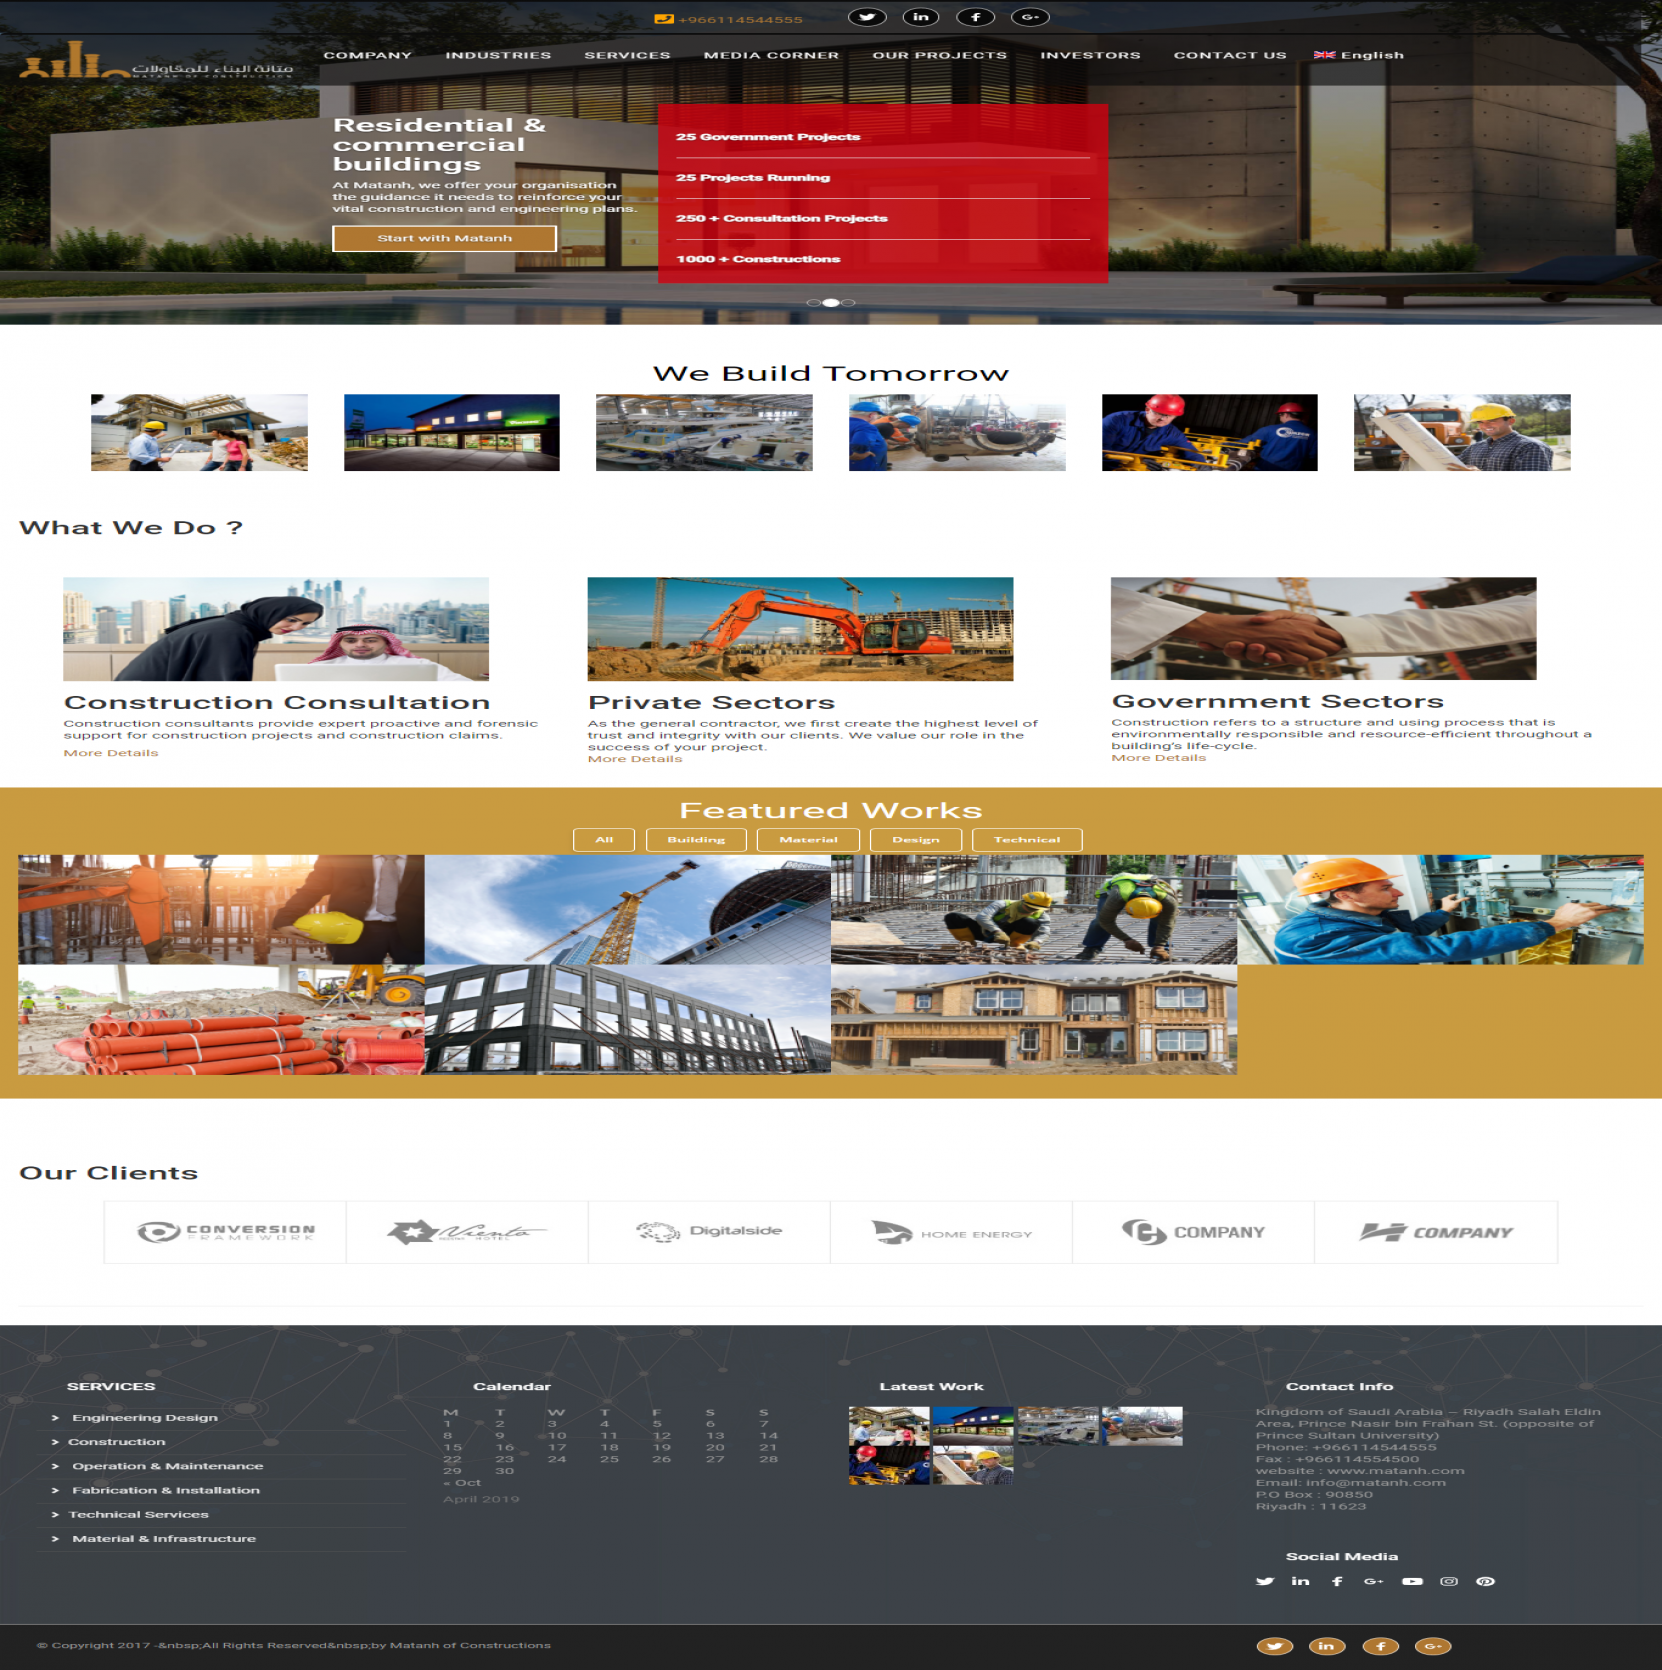 +966114544555
متانة البناء للمقاولات
MATANH OF CONSTRUCTION
COMPANY INDUSTRIES SERVICES MEDIA CORNER OUR PROJECTS INVESTORS CONTACT US English
Residential &
commercial
buildings
At Matanh, we offer your organisation
the guidance it needs to reinforce your
vital construction and engineering plans.
Start with Matanh
25 Government Projects
25 Projects Running
250 + Consultation Projects
1000 + Constructions
We Build Tomorrow
What We Do ?
Construction Consultation
Construction consultants provide expert proactive and forensic
support for construction projects and construction claims.
More Details
Private Sectors
As the general contractor, we first create the highest level of
trust and integrity with our clients. We value our role in the
success of your project.
More Details
Government Sectors
Construction refers to a structure and using process that is
environmentally responsible and resource-efficient throughout a
building's life-cycle.
More Details
Featured Works
All Building Material Design Technical
Our Clients
CONVERSION
FRAMEWORK
Viento
HOTEL
Digitalside
HOME ENERGY
COMPANY
COMPANY
SERVICES
Engineering Design
Construction
Operation & Maintenance
Fabrication & Installation
Technical Services
Material & Infrastructure
Calendar
M T W T F S S
1 2 3 4 5 6 7
8 9 10 11 12 13 14
15 16 17 18 19 20 21
22 23 24 25 26 27 28
29 30
« Oct
April 2019
Latest Work
Contact Info
Kingdom of Saudi Arabia – Riyadh Salah Eldin
Area, Prince Nasir bin Frahan St. (opposite of
Prince Sultan University)
Phone: +966114544555
Fax : +966114554500
website : www.matanh.com
Email: info@matanh.com
P.O Box : 90850
Riyadh : 11623
Social Media
© Copyright 2017 -&nbsp;All Rights Reserved&nbsp;by Matanh of Constructions